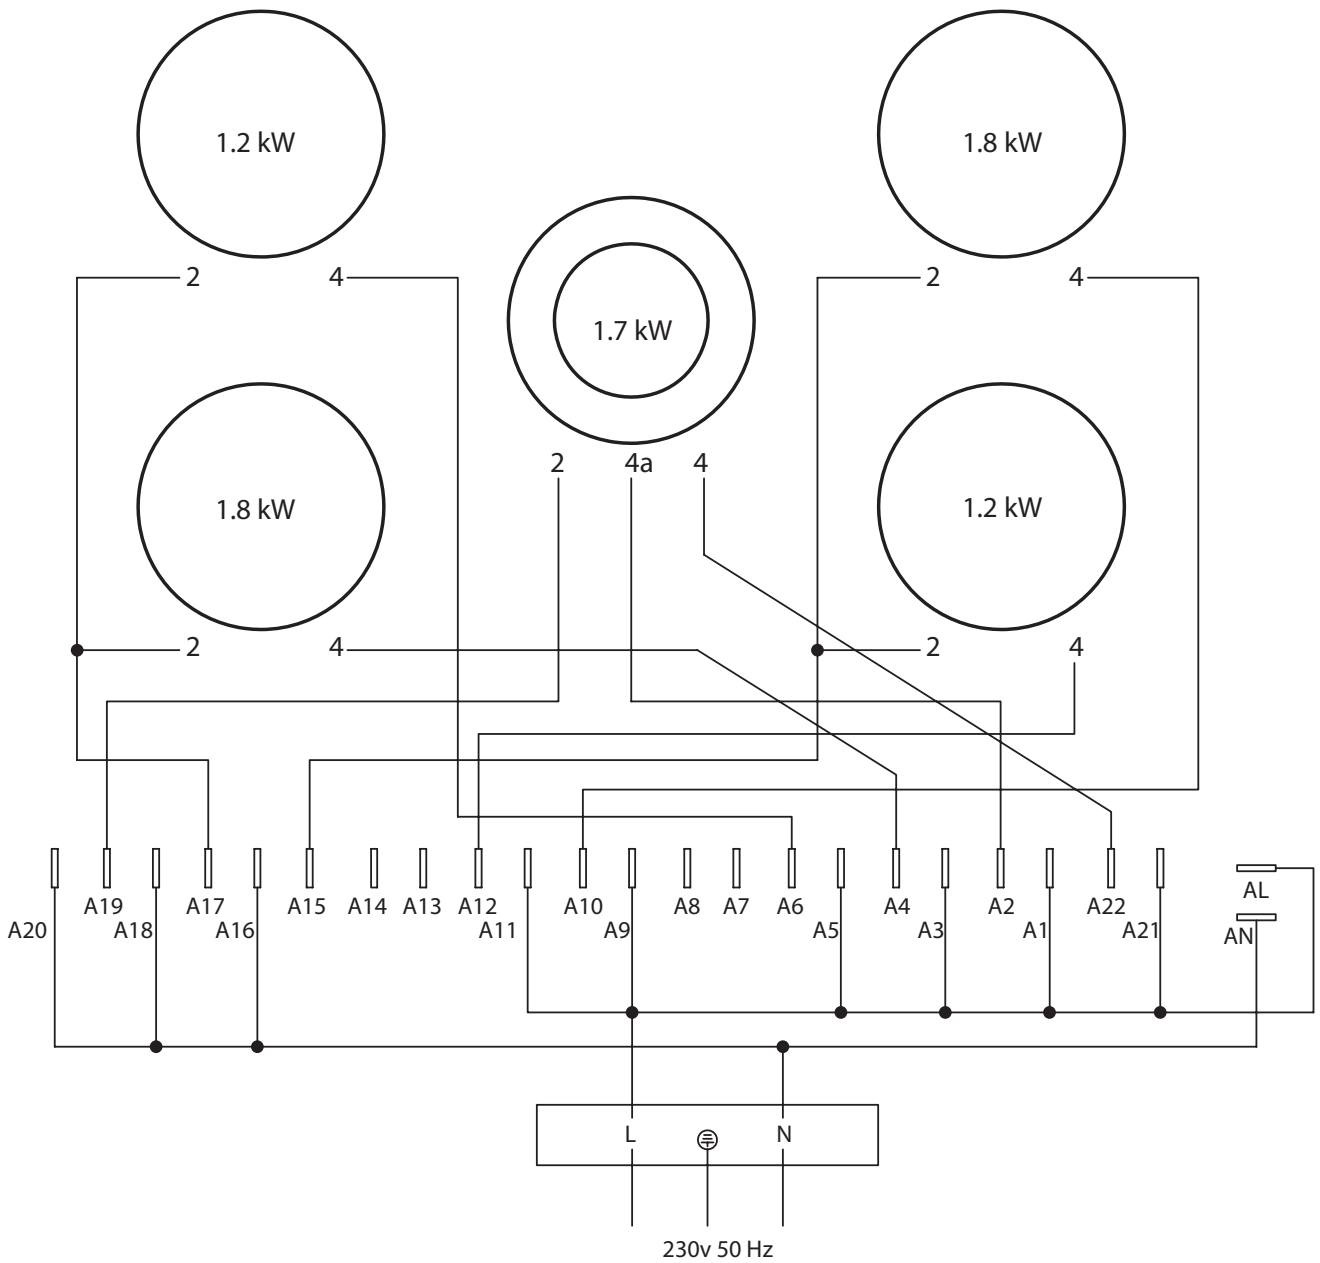 1.2 kW 1.8 kW
2 4 2 4
1.7 kW
2 4a 4
1.8 kW 1.2 kW
2 4 2 4
A19 A17 A15 A14 A13 A12 A10 A8 A7 A6 A4 A2 A22 AL
A20 A18 A16 A11 A9 A5 A3 A1 A21 AN
L N
230v 50 Hz